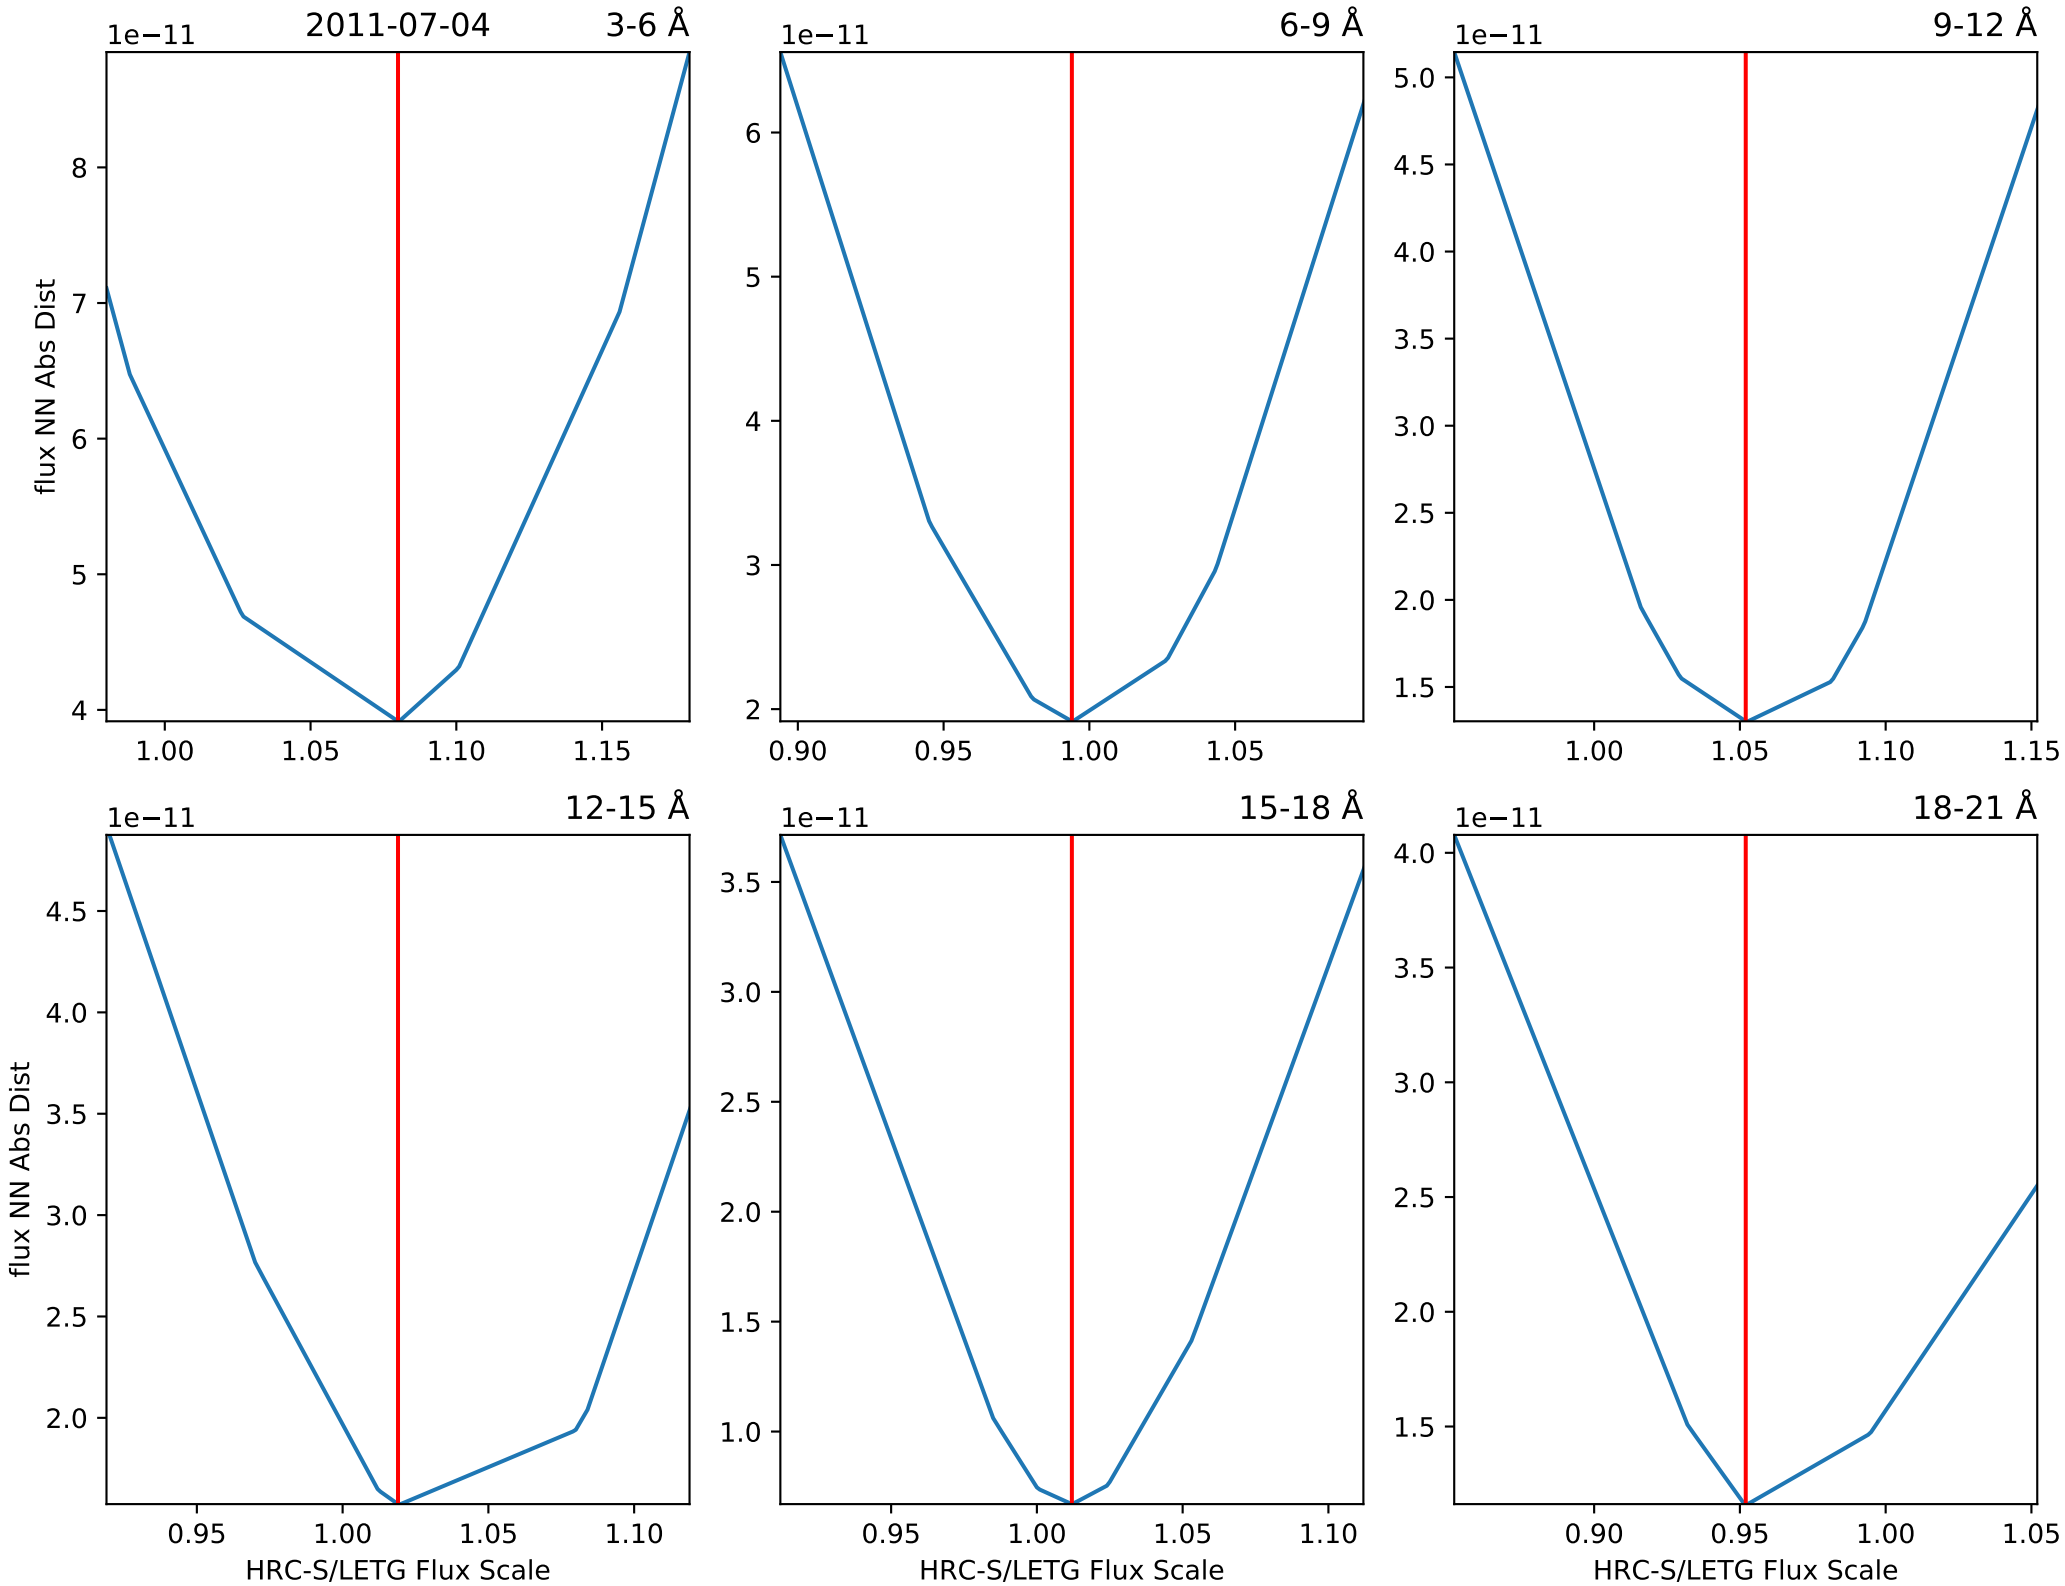 1e−11 2011-07-04 3-6 Å
8
7
6
5
4
flux NN Abs Dist
1.00 1.05 1.10 1.15
1e−11 6-9 Å
6
5
4
3
2
0.90 0.95 1.00 1.05
1e−11 9-12 Å
5.0
4.5
4.0
3.5
3.0
2.5
2.0
1.5
1.00 1.05 1.10 1.15
1e−11 12-15 Å
4.5
4.0
3.5
3.0
2.5
2.0
flux NN Abs Dist
0.95 1.00 1.05 1.10
HRC-S/LETG Flux Scale
1e−11 15-18 Å
3.5
3.0
2.5
2.0
1.5
1.0
0.95 1.00 1.05 1.10
HRC-S/LETG Flux Scale
1e−11 18-21 Å
4.0
3.5
3.0
2.5
2.0
1.5
0.90 0.95 1.00 1.05
HRC-S/LETG Flux Scale